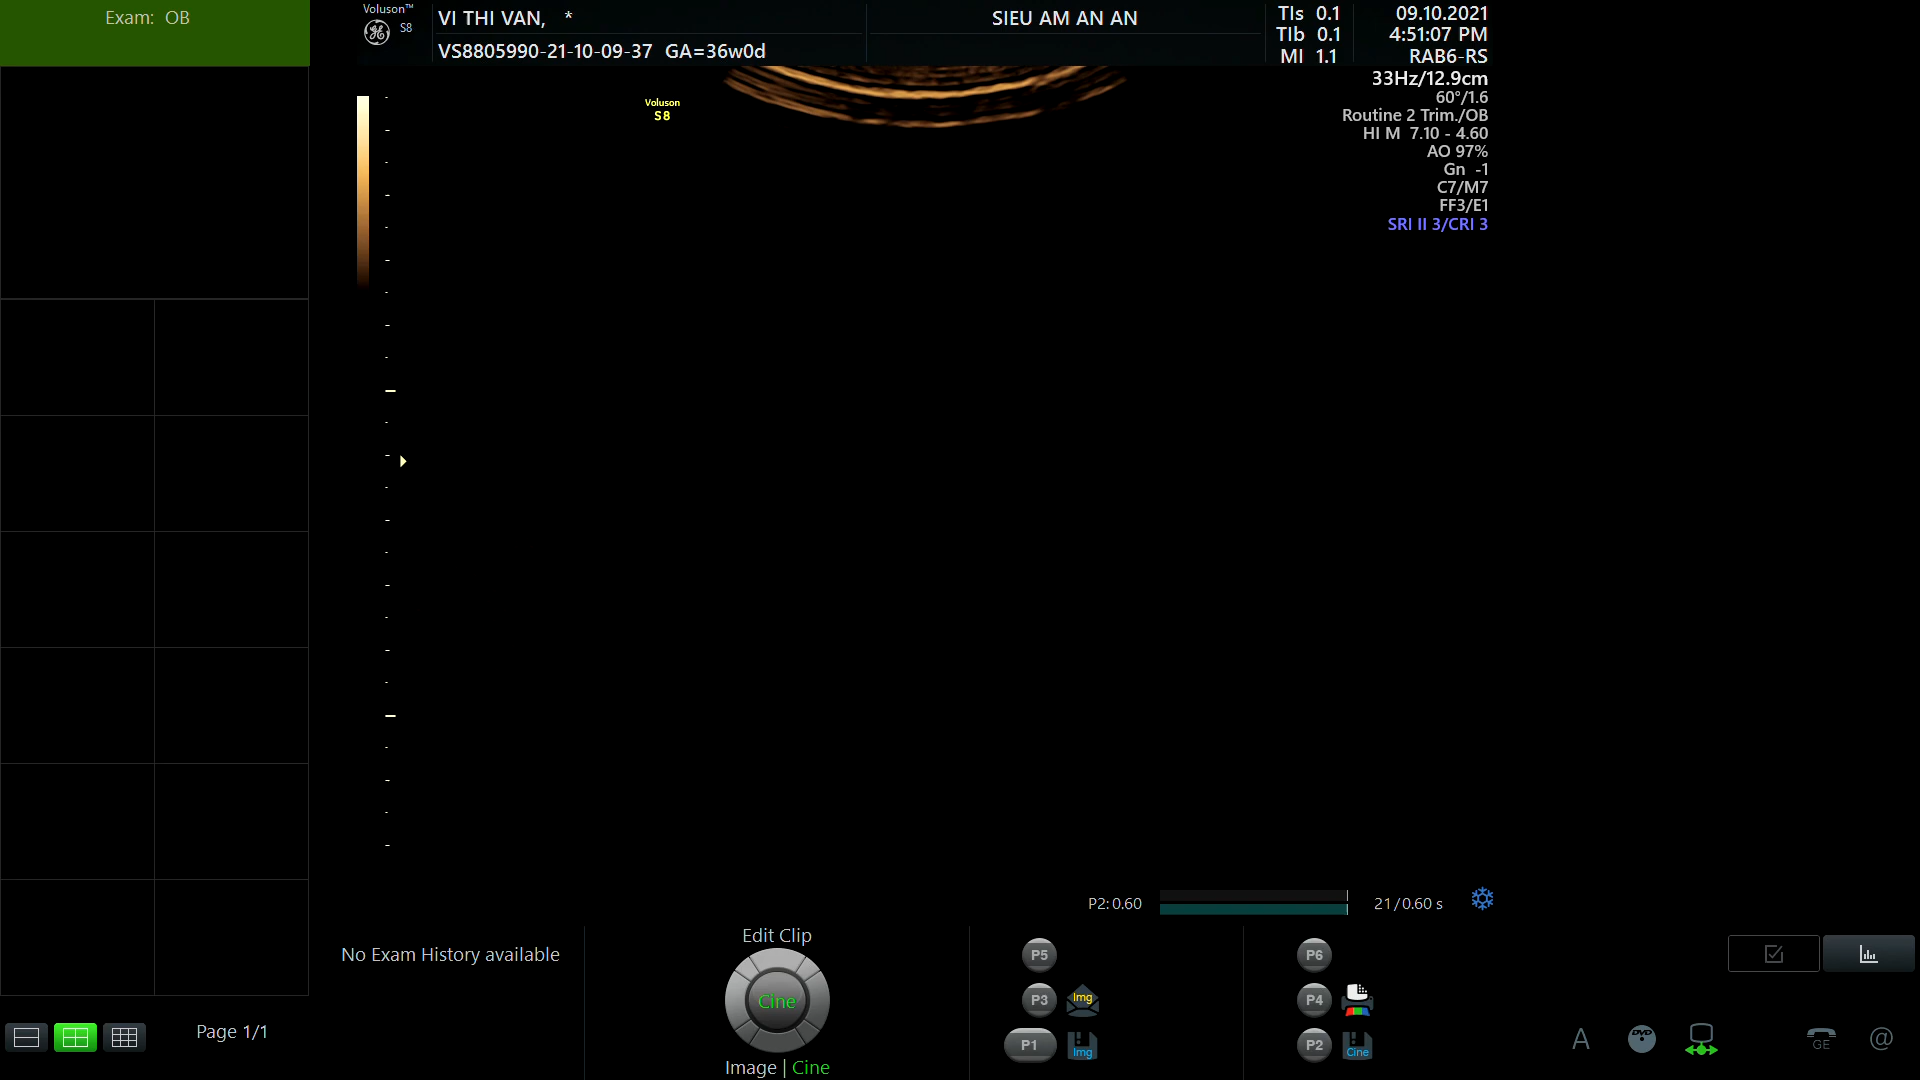 Exam: OB
Voluson™
S8
VI THI VAN, *
VS8805990-21-10-09-37 GA=36w0d
SIEU AM AN AN
TIs 0.1
TIb 0.1
MI 1.1
09.10.2021
4:51:07 PM
RAB6-RS
33Hz/12.9cm
60°/1.6
Routine 2 Trim./OB
HI M 7.10 - 4.60
AO 97%
Gn -1
C7/M7
FF3/E1
SRI II 3/CRI 3
Voluson
S8
P2: 0.60
21/0.60 s
No Exam History available
Edit Clip
Cine
Image | Cine
P5
P3 Img
P1 Img
P6
P4
P2 Cine
Page 1/1
A
DVD
GE
@